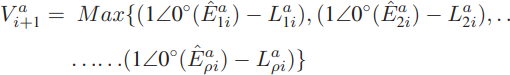 V^a_{i+1} = Max{(1∠0°(Ê^a_{1i}) − L^a_{1i}), (1∠0°(Ê^a_{2i}) − L^a_{2i}), ..
......(1∠0°(Ê^a_{ρi}) − L^a_{ρi})}